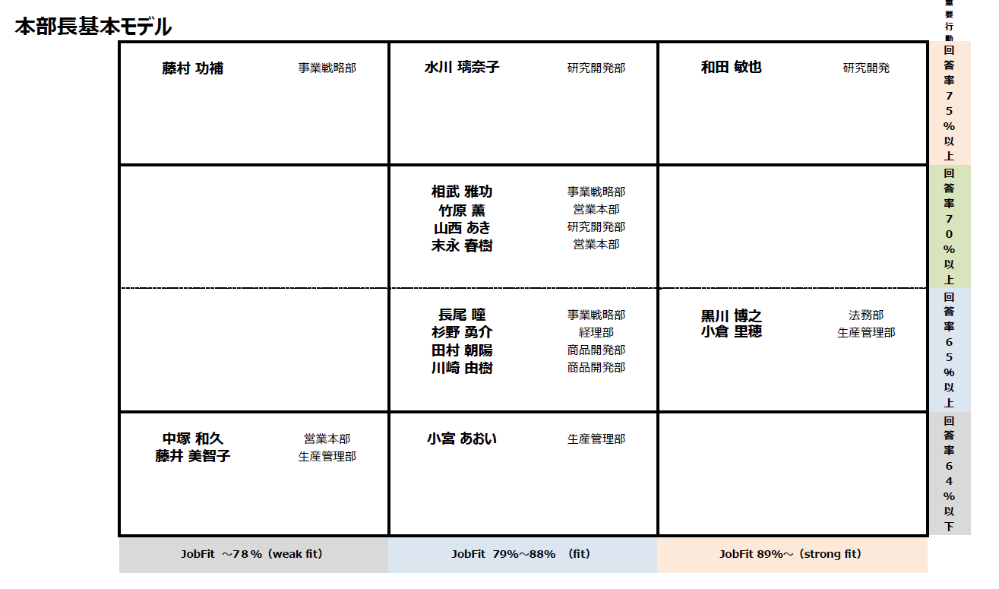 本部長基本モデル
重要行動
藤村 功補 事業戦略部
水川 璃奈子 研究開発部
和田 敏也 研究開発
回答率75%以上
相武 雅功 事業戦略部
竹原 薫 営業本部
山西 あき 研究開発部
末永 春樹 営業本部
回答率70%以上
長尾 瞳 事業戦略部
杉野 勇介 経理部
田村 朝陽 商品開発部
川崎 由樹 商品開発部
黒川 博之 法務部
小倉 里穂 生産管理部
回答率65%以上
中塚 和久 営業本部
藤井 美智子 生産管理部
小宮 あおい 生産管理部
回答率64%以下
JobFit ～78%（weak fit）
JobFit 79%～88% （fit）
JobFit 89%～（strong fit）